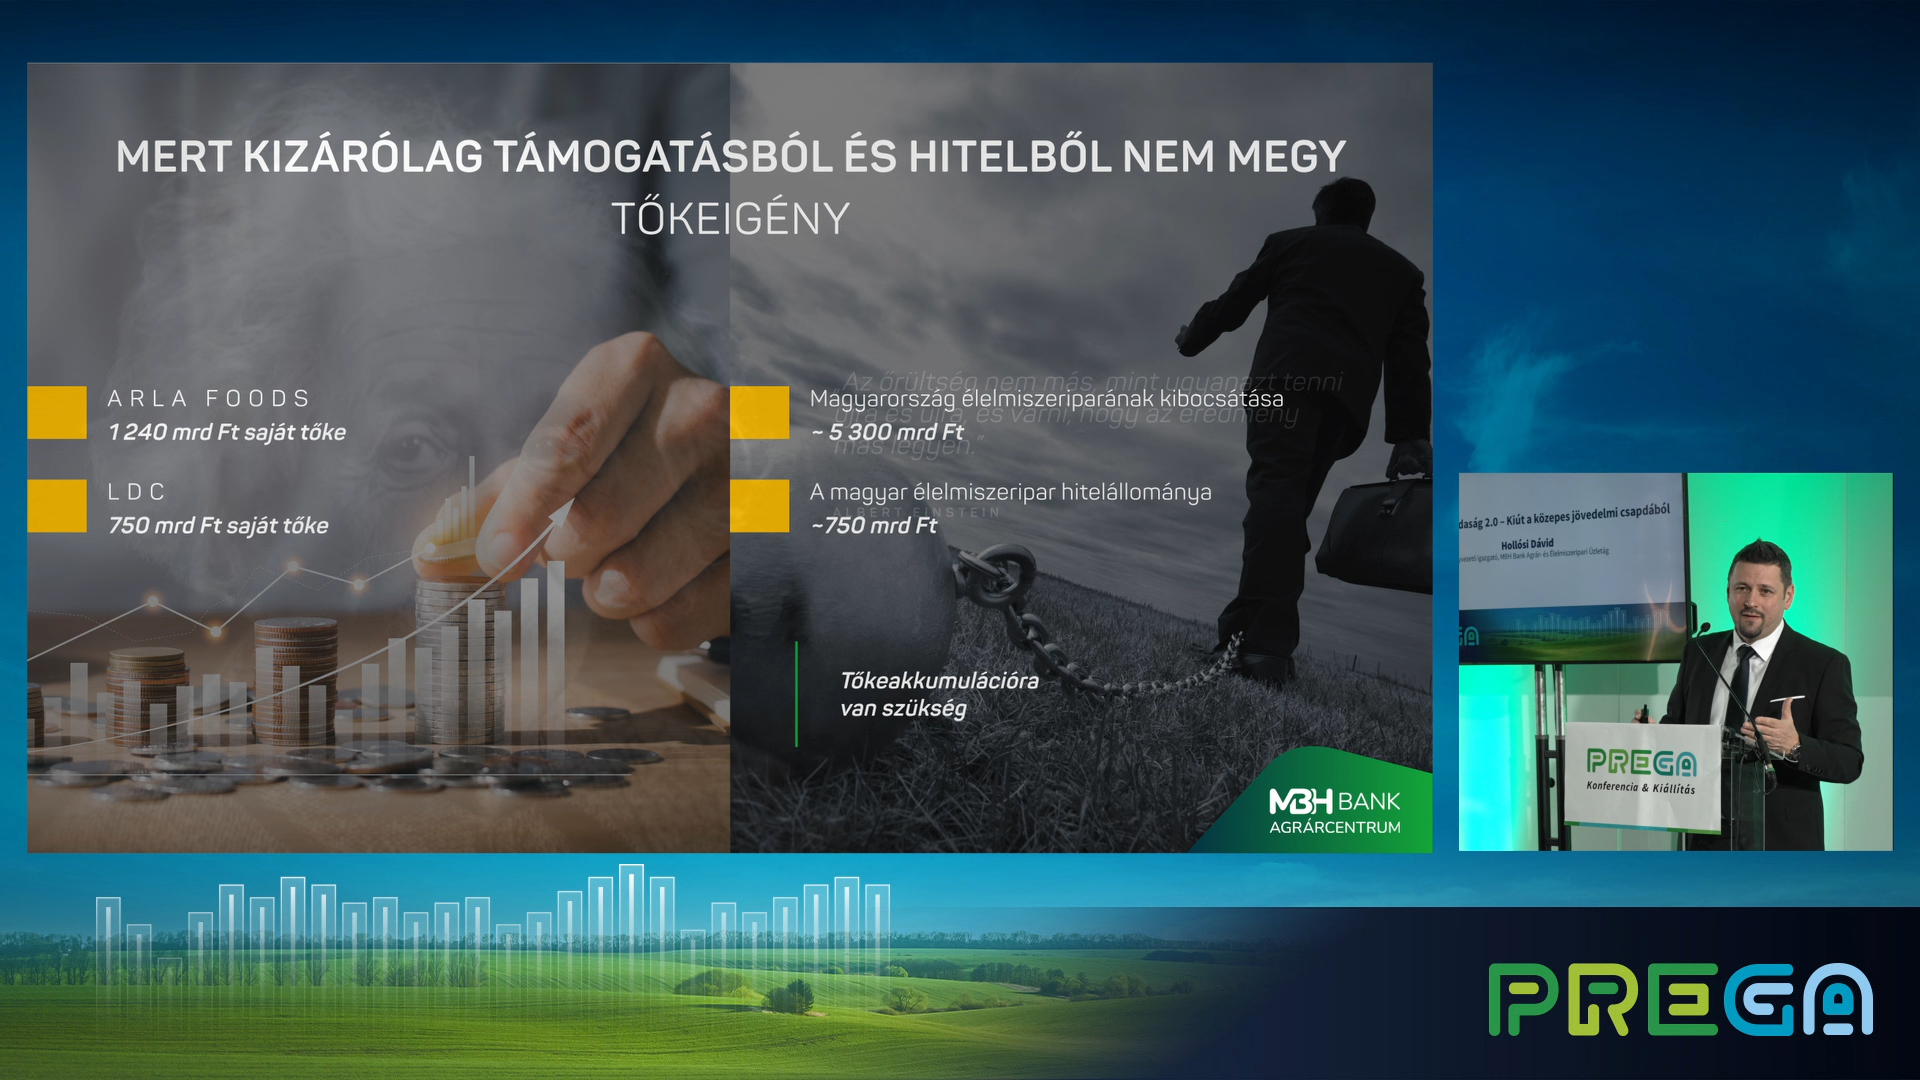 MERT KIZÁRÓLAG TÁMOGATÁSBÓL ÉS HITELBŐL NEM MEGY
TŐKEIGÉNY
ARLA FOODS
1 240 mrd Ft saját tőke
LDC
750 mrd Ft saját tőke
Magyarország élelmiszeriparának kibocsátása
~ 5 300 mrd Ft
A magyar élelmiszeripar hitelállománya
~750 mrd Ft
„Az őrültség nem más, mint ugyanazt tenni
újra és újra, és várni, hogy az eredmény
más legyen.”
ALBERT EINSTEIN
Tőkeakkumulációra
van szükség
MBH BANK
AGRÁRCENTRUM
daság 2.0 – Kiút a közepes jövedelmi csapdából
Hollósi Dávid
vezető igazgató, MBH Bank Agrár- és Élelmiszeripari Üzletág
GA
PREGA
Konferencia & Kiállítás
PREGA